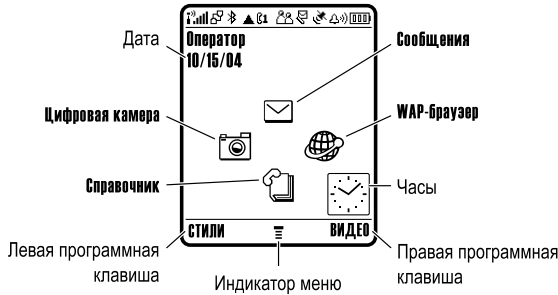 Дата
Оператор
10/15/04
Сообщения
Цифровая камера
WAP-браузер
Справочник
Часы
СТИЛИ
ВИДЕО
Левая программная
клавиша
Индикатор меню
Правая программная
клавиша